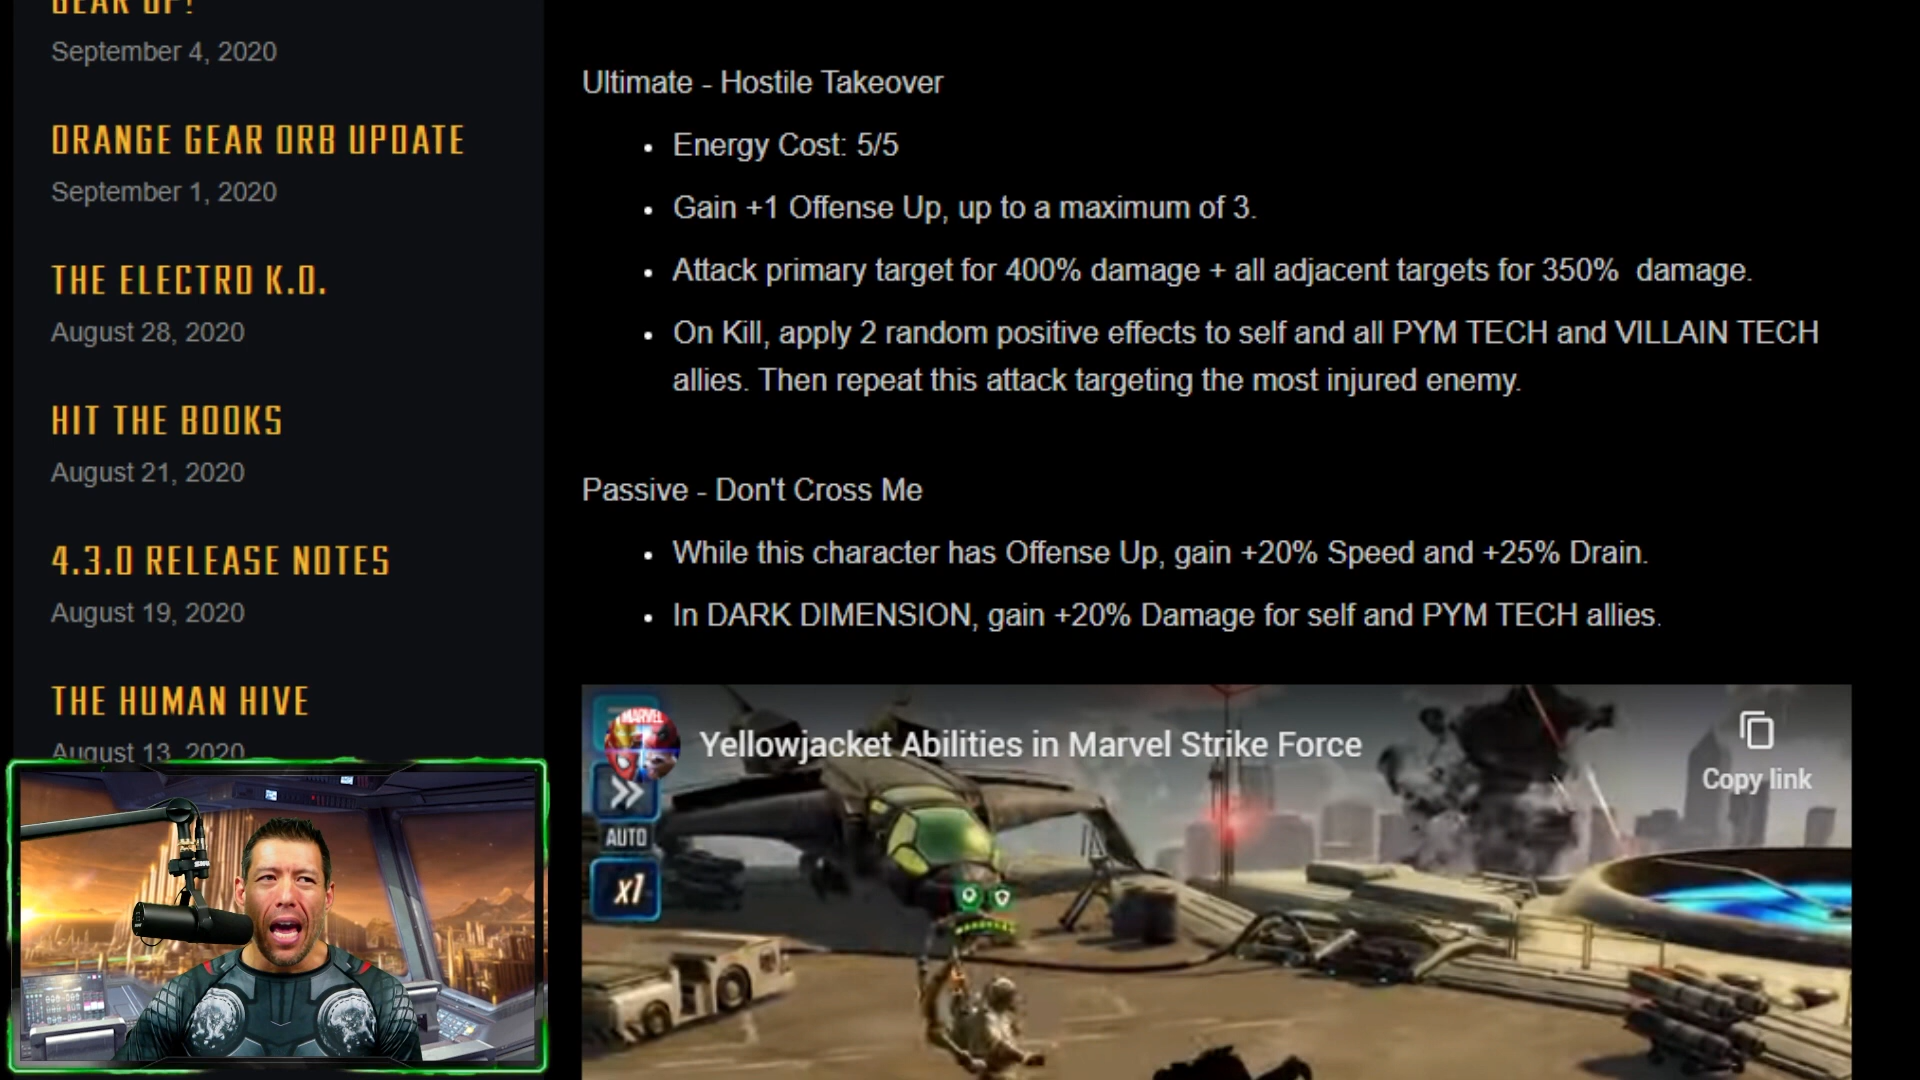 GEAR UP!
September 4, 2020
ORANGE GEAR ORB UPDATE
September 1, 2020
THE ELECTRO K.O.
August 28, 2020
HIT THE BOOKS
August 21, 2020
4.3.0 RELEASE NOTES
August 19, 2020
THE HUMAN HIVE
August 13, 2020
Ultimate - Hostile Takeover
• Energy Cost: 5/5
• Gain +1 Offense Up, up to a maximum of 3.
• Attack primary target for 400% damage + all adjacent targets for 350%  damage.
• On Kill, apply 2 random positive effects to self and all PYM TECH and VILLAIN TECH
allies. Then repeat this attack targeting the most injured enemy.
Passive - Don't Cross Me
• While this character has Offense Up, gain +20% Speed and +25% Drain.
• In DARK DIMENSION, gain +20% Damage for self and PYM TECH allies.
MARVEL
Yellowjacket Abilities in Marvel Strike Force
Copy link
AUTO
x1